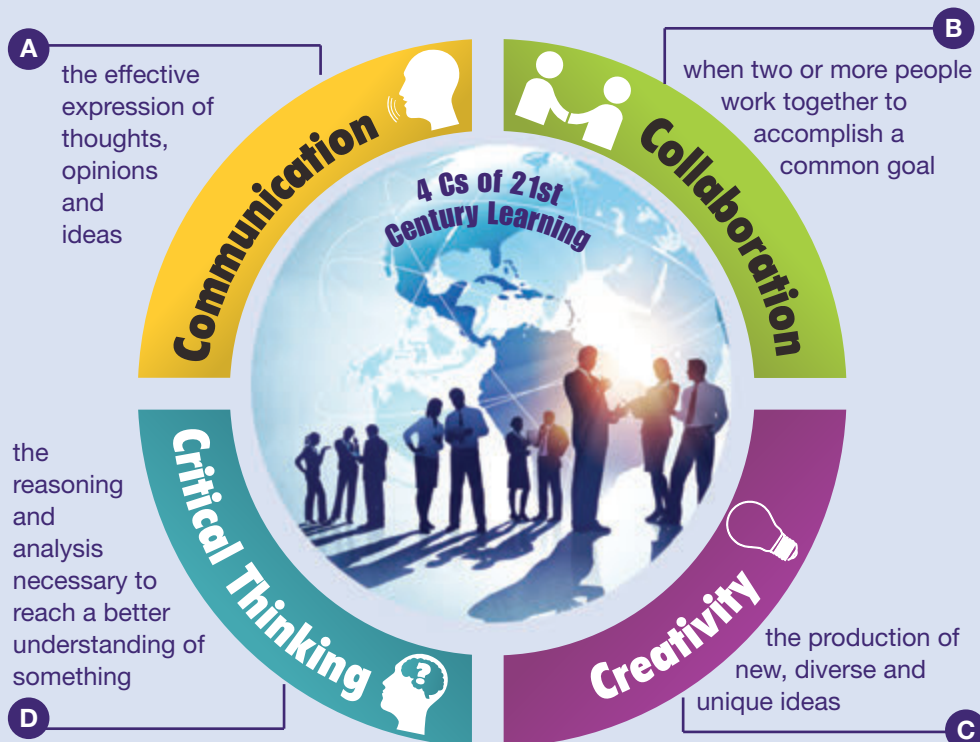 A
the effective
expression of
thoughts,
opinions
and
ideas
Communication
B
when two or more people
work together to
accomplish a
common goal
Collaboration
4 Cs of 21st
Century Learning
the
reasoning
and
analysis
necessary to
reach a better
understanding of
something
D
Critical Thinking
?
Creativity
the production of
new, diverse and
unique ideas
C